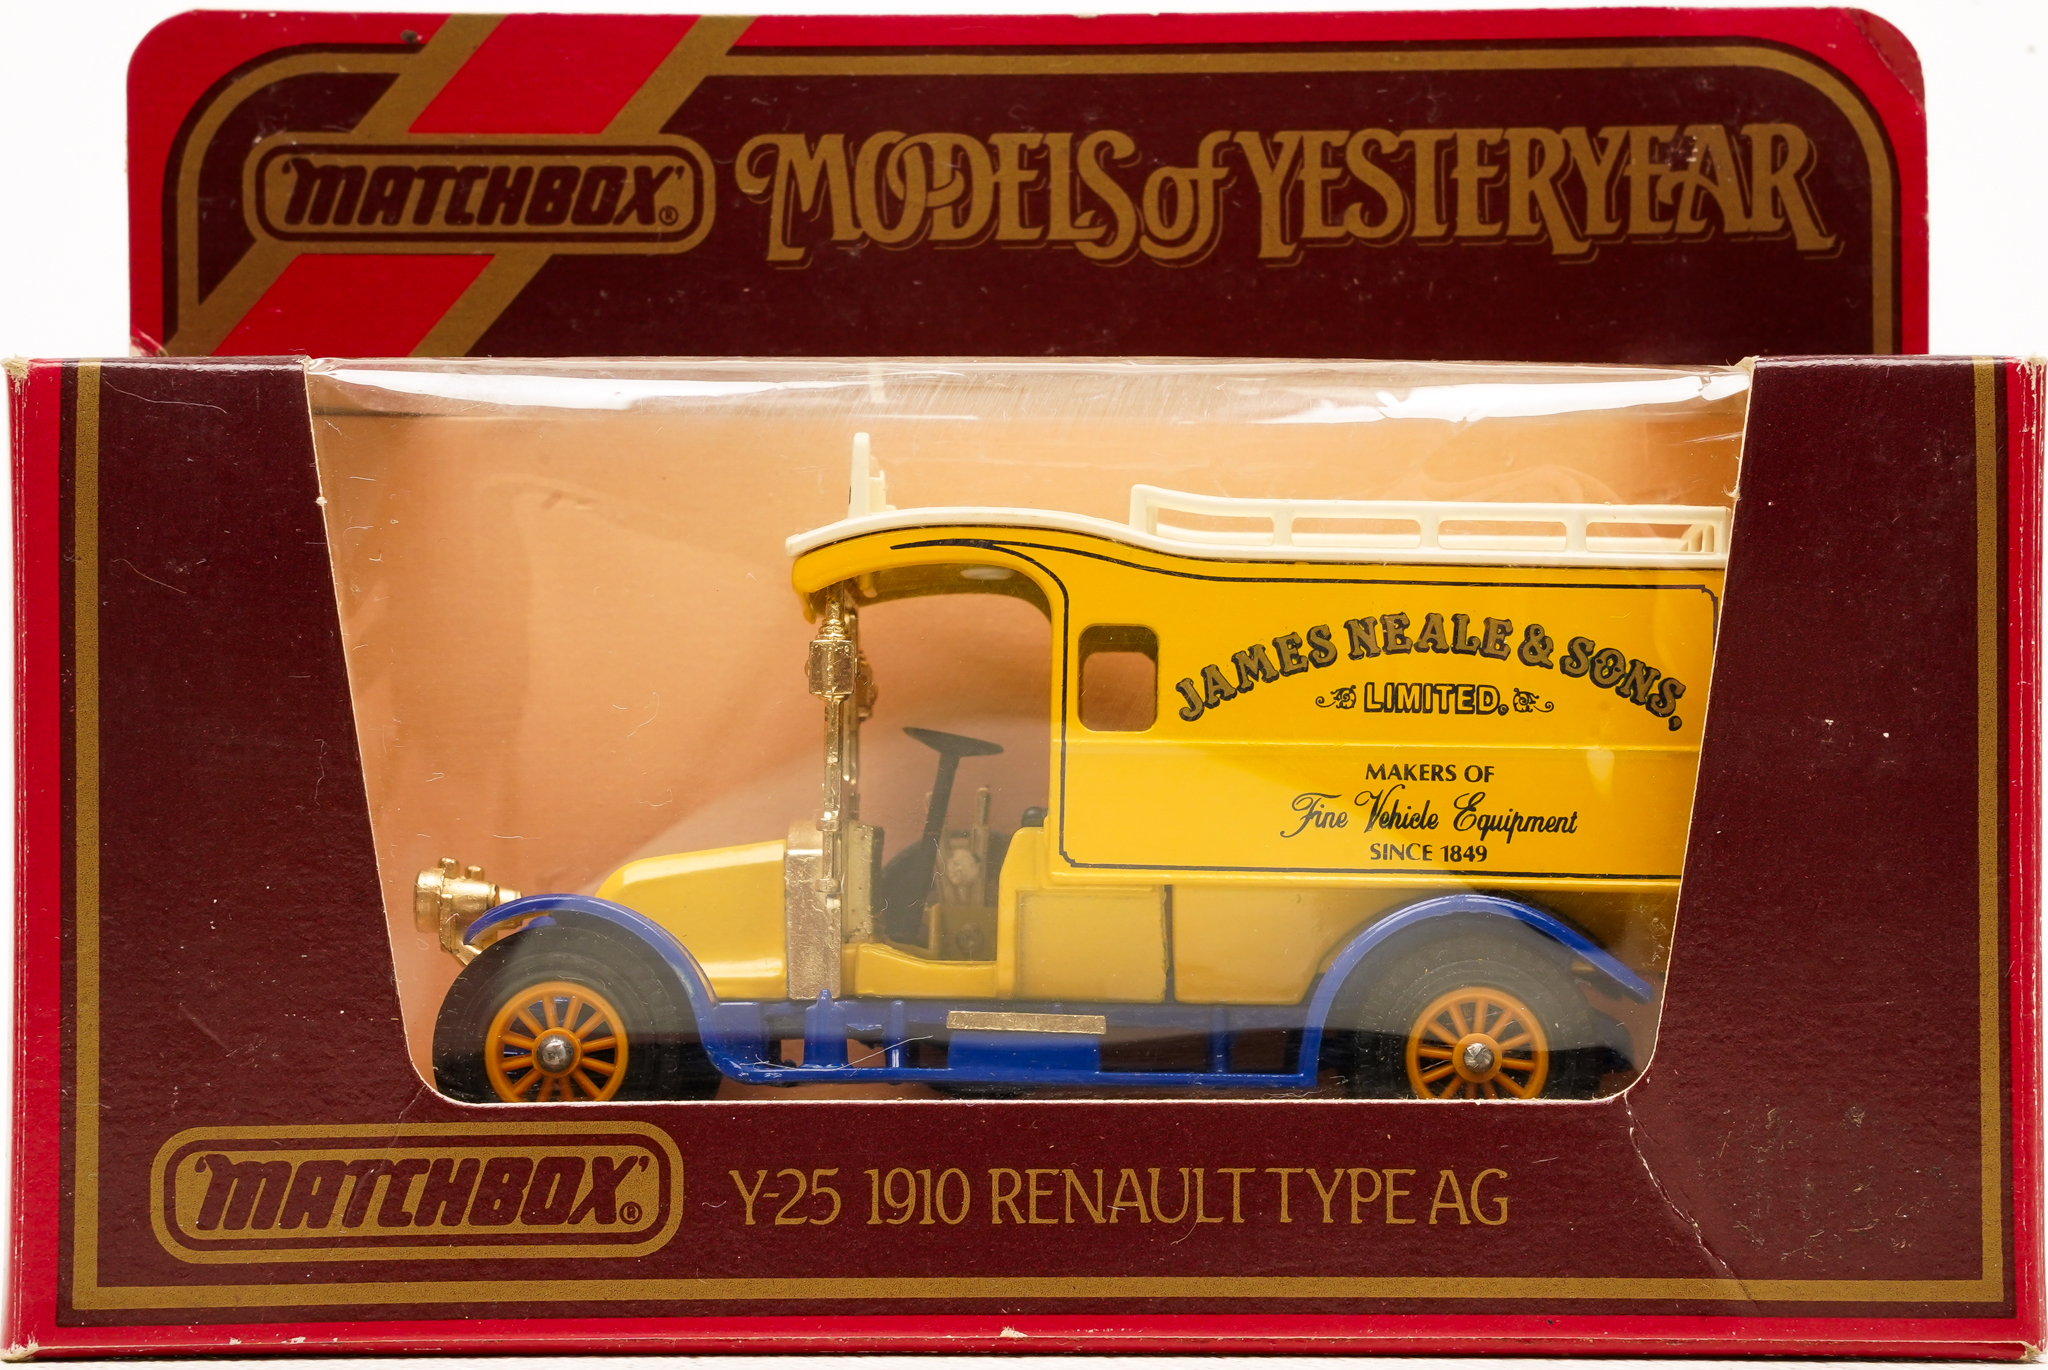 'MATCHBOX'®
MODELS of YESTERYEAR
JAMES NEALE & SONS,
LIMITED.
MAKERS OF
Fine Vehicle Equipment
SINCE 1849
'MATCHBOX'®
Y-25 1910 RENAULT TYPE AG